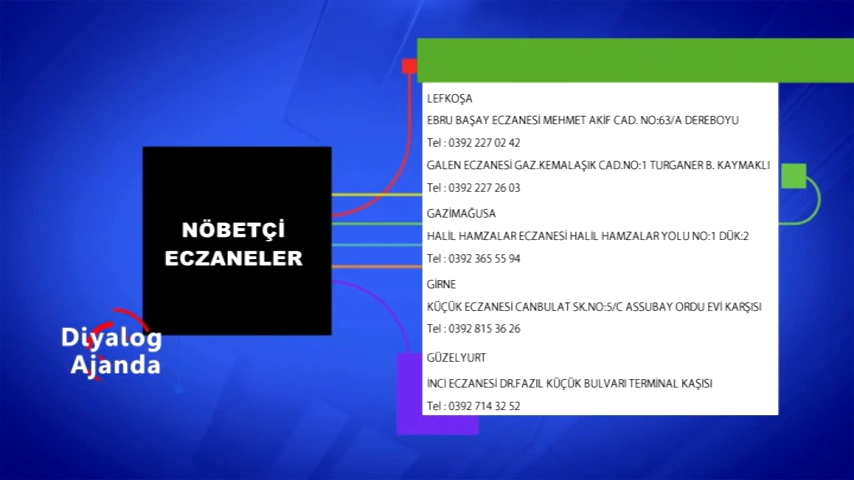 LEFKOŞA
EBRU BAŞAY ECZANESİ MEHMET AKİF CAD. NO:63/A DEREBOYU
Tel : 0392 227 02 42
GALEN ECZANESİ GAZ.KEMALAŞIK CAD.NO:1 TURGANER B. KAYMAKLI
Tel : 0392 227 26 03
GAZİMAĞUSA
HALİL HAMZALAR ECZANESİ HALİL HAMZALAR YOLU NO:1 DÜK:2
Tel : 0392 365 55 94
GİRNE
KÜÇÜK ECZANESİ CANBULAT SK.NO:5/C ASSUBAY ORDU EVİ KARŞISI
Tel : 0392 815 36 26
GÜZELYURT
İNCİ ECZANESİ DR.FAZIL KÜÇÜK BULVARI TERMİNAL KAŞISI
Tel : 0392 714 32 52
NÖBETÇİ
ECZANELER
Diyalog
Ajanda